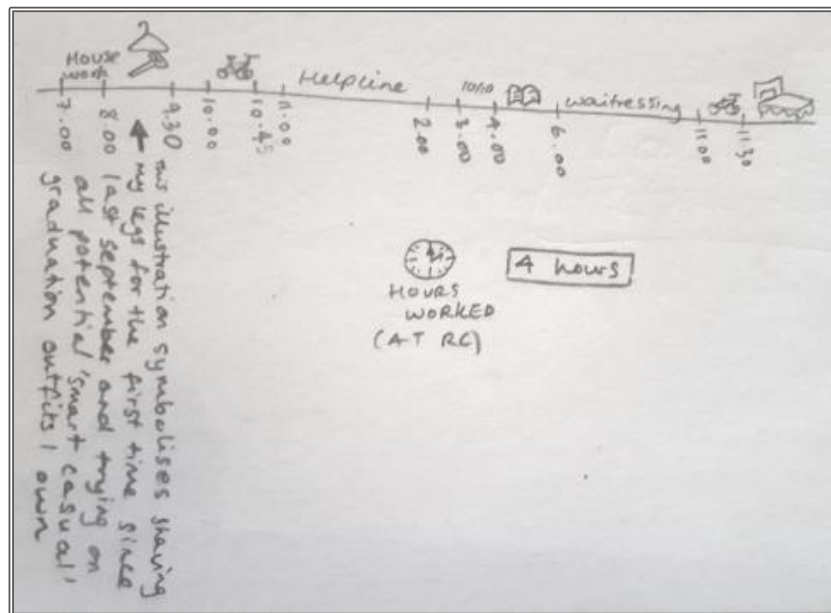 House
work
Helpline
10/10
waitressing
7.00
8.00
9.30
10.00
10.45
11.00
2.00
3.00
4.00
6.00
11.00
11.30
This illustration symbolises shaving
my legs for the first time since
last september and trying on
all potential 'smart casual'
graduation outfits I own
HOURS
WORKED
(AT RC)
4 hours